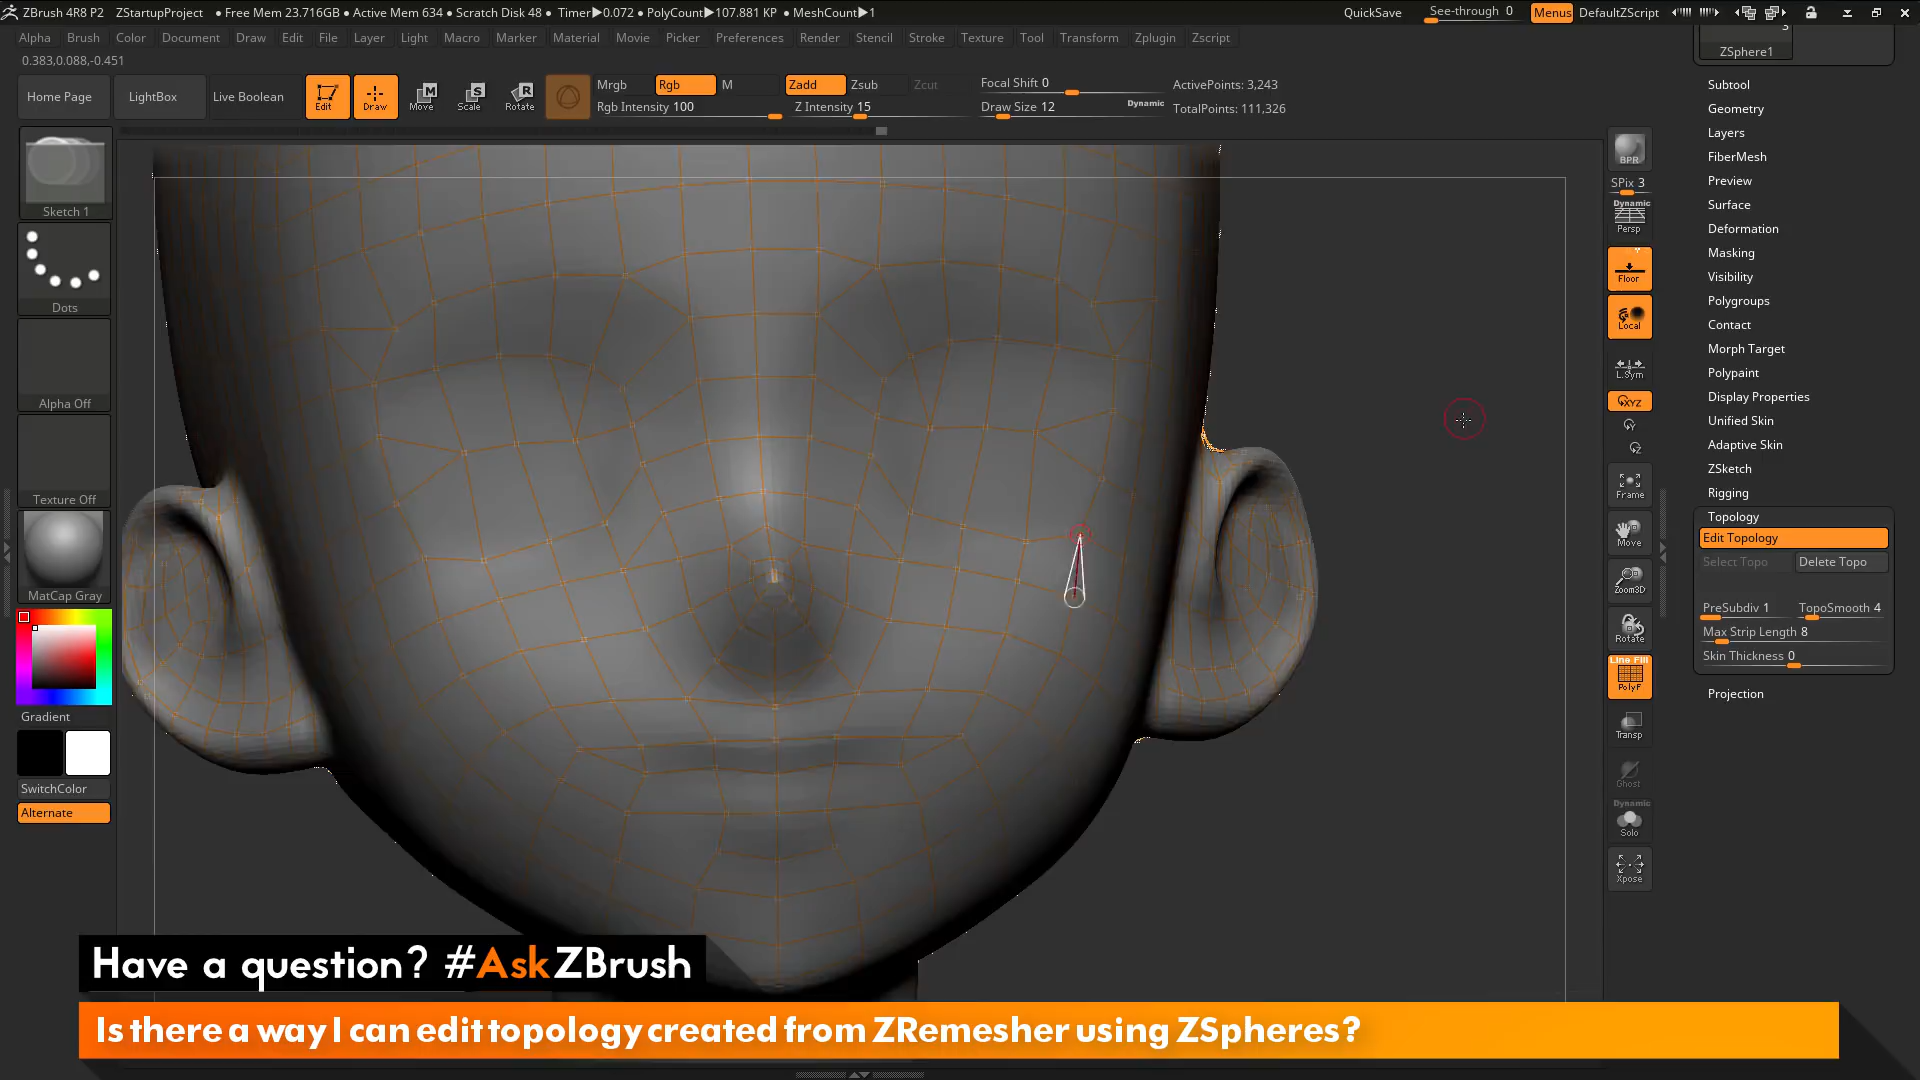 ZBrush 4R8 P2 ZStartupProject • Free Mem 23.716GB • Active Mem 634 • Scratch Disk 48 • Timer▶0.072 • PolyCount▶107.881 KP • MeshCount▶1 QuickSave See-through 0 Menus DefaultZScript
Alpha Brush Color Document Draw Edit File Layer Light Macro Marker Material Movie Picker Preferences Render Stencil Stroke Texture Tool Transform Zplugin Zscript
0.383,0.088,-0.451
Home Page LightBox Live Boolean Edit Draw Move Scale Rotate
Mrgb Rgb M Zadd Zsub Zcut Focal Shift 0 ActivePoints: 3,243
Rgb Intensity 100 Z Intensity 15 Draw Size 12 Dynamic TotalPoints: 111,326
Sketch 1
Dots
Alpha Off
Texture Off
MatCap Gray
Gradient
SwitchColor
Alternate
BPR
SPix 3
Dynamic
Persp
Floor
Local
L.Sym
XYZ
Y
Z
Frame
Move
Zoom3D
Rotate
Line Fill
PolyF
Transp
Ghost
Dynamic
Solo
Xpose
3
ZSphere1
Subtool
Geometry
Layers
FiberMesh
Preview
Surface
Deformation
Masking
Visibility
Polygroups
Contact
Morph Target
Polypaint
Display Properties
Unified Skin
Adaptive Skin
ZSketch
Rigging
Topology
Edit Topology
Select Topo Delete Topo
PreSubdiv 1 TopoSmooth 4
Max Strip Length 8
Skin Thickness 0
Projection
Have a question? #AskZBrush
Is there a way I can edit topology created from ZRemesher using ZSpheres?